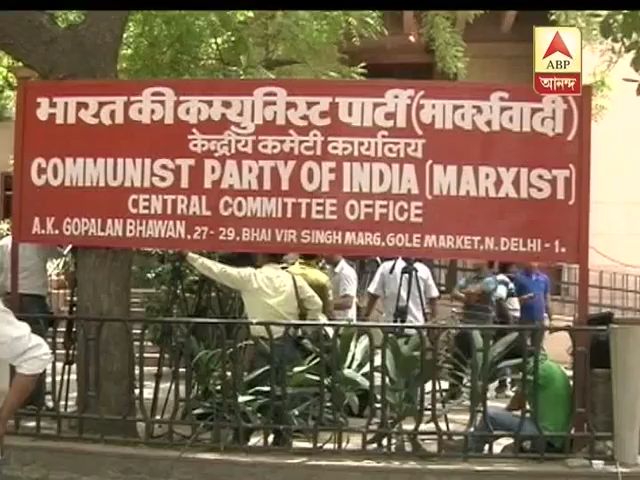 ABP
আনন্দ
भारत की कम्युनिस्ट पार्टी (मार्क्सवादी)
केन्द्रीय कमेटी कार्यालय
COMMUNIST PARTY OF INDIA (MARXIST)
CENTRAL COMMITTEE OFFICE
A.K. GOPALAN BHAWAN, 27-29. BHAI VIR SINGH MARG, GOLE MARKET, N. DELHI-1.